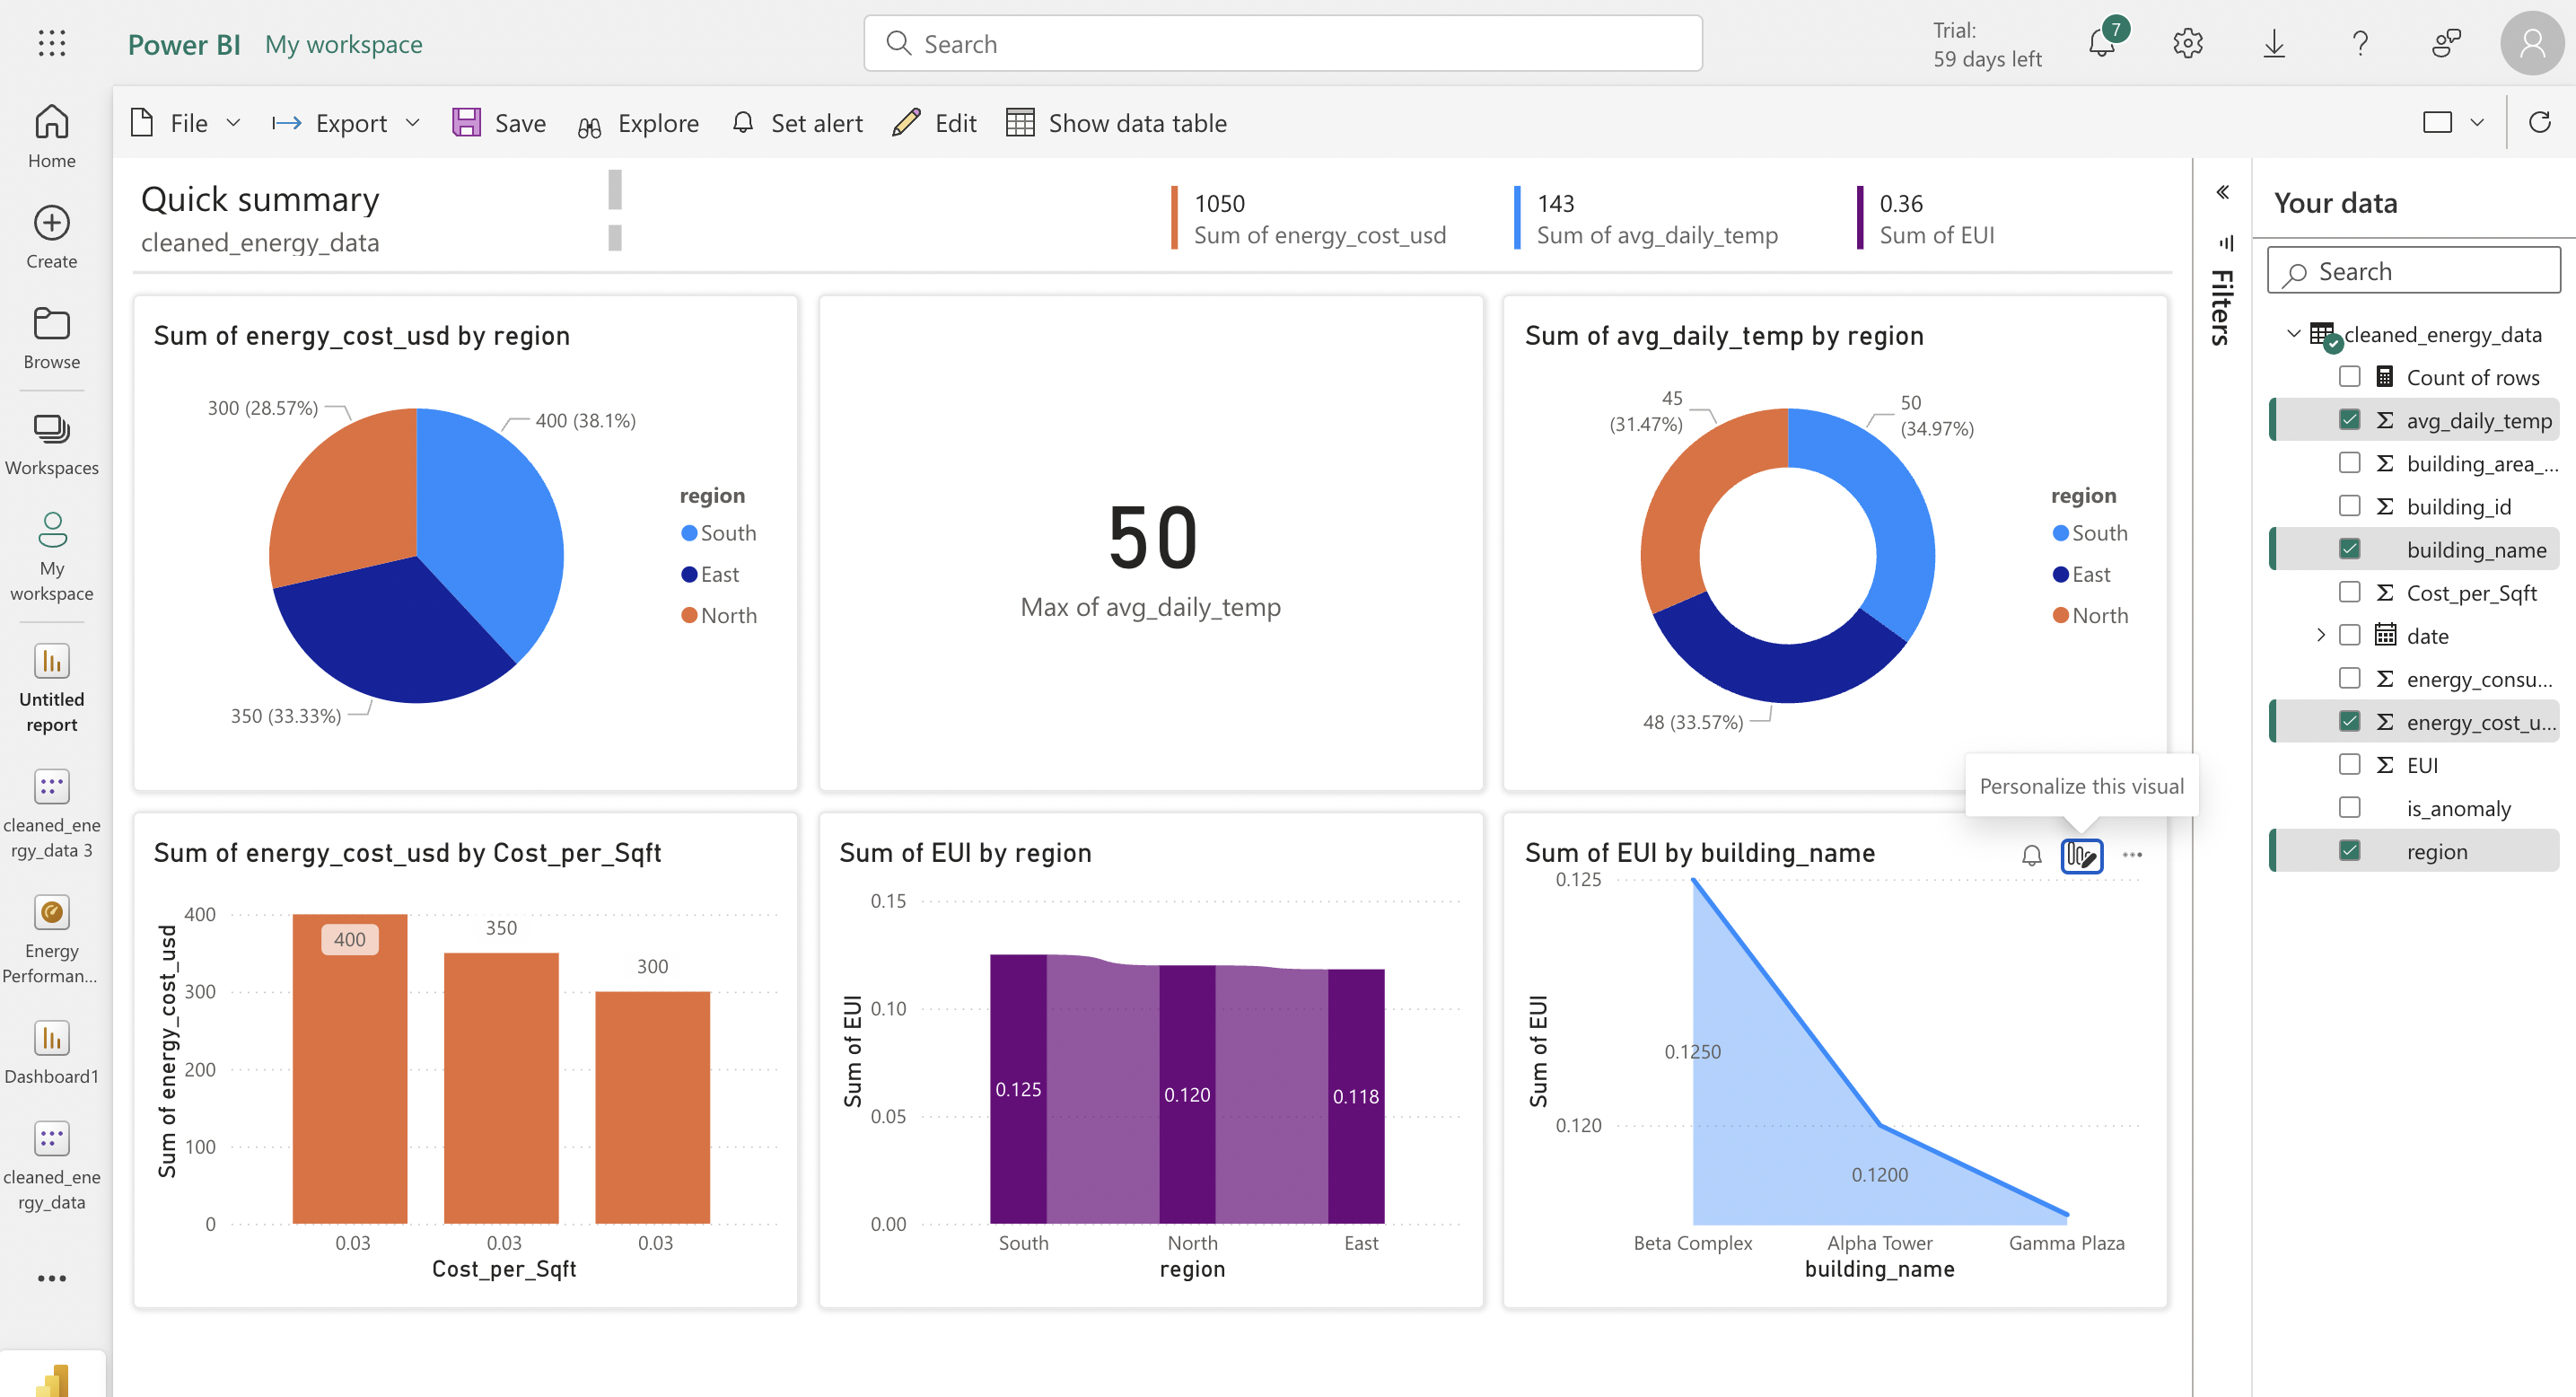 Power BI My workspace
Search
Trial:
59 days left
7
Home
Create
Browse
Workspaces
My
workspace
Untitled
report
cleaned_ene
rgy_data 3
Energy
Performan...
Dashboard1
cleaned_ene
rgy_data
File Export Save Explore Set alert Edit Show data table
Quick summary
cleaned_energy_data
1050
Sum of energy_cost_usd
143
Sum of avg_daily_temp
0.36
Sum of EUI
Sum of energy_cost_usd by region
300 (28.57%)
400 (38.1%)
350 (33.33%)
region
South
East
North
50
Max of avg_daily_temp
Sum of avg_daily_temp by region
45
(31.47%)
50
(34.97%)
48 (33.57%)
region
South
East
North
Personalize this visual
Sum of energy_cost_usd by Cost_per_Sqft
Sum of energy_cost_usd
400
300
200
100
0
400
350
300
0.03 0.03 0.03
Cost_per_Sqft
Sum of EUI by region
Sum of EUI
0.15
0.10
0.05
0.00
0.125
0.120
0.118
South North East
region
Sum of EUI by building_name
Sum of EUI
0.125
0.120
0.1250
0.1200
Beta Complex Alpha Tower Gamma Plaza
building_name
Filters
Your data
Search
cleaned_energy_data
Count of rows
avg_daily_temp
building_area_...
building_id
building_name
Cost_per_Sqft
date
energy_consu...
energy_cost_u...
EUI
is_anomaly
region